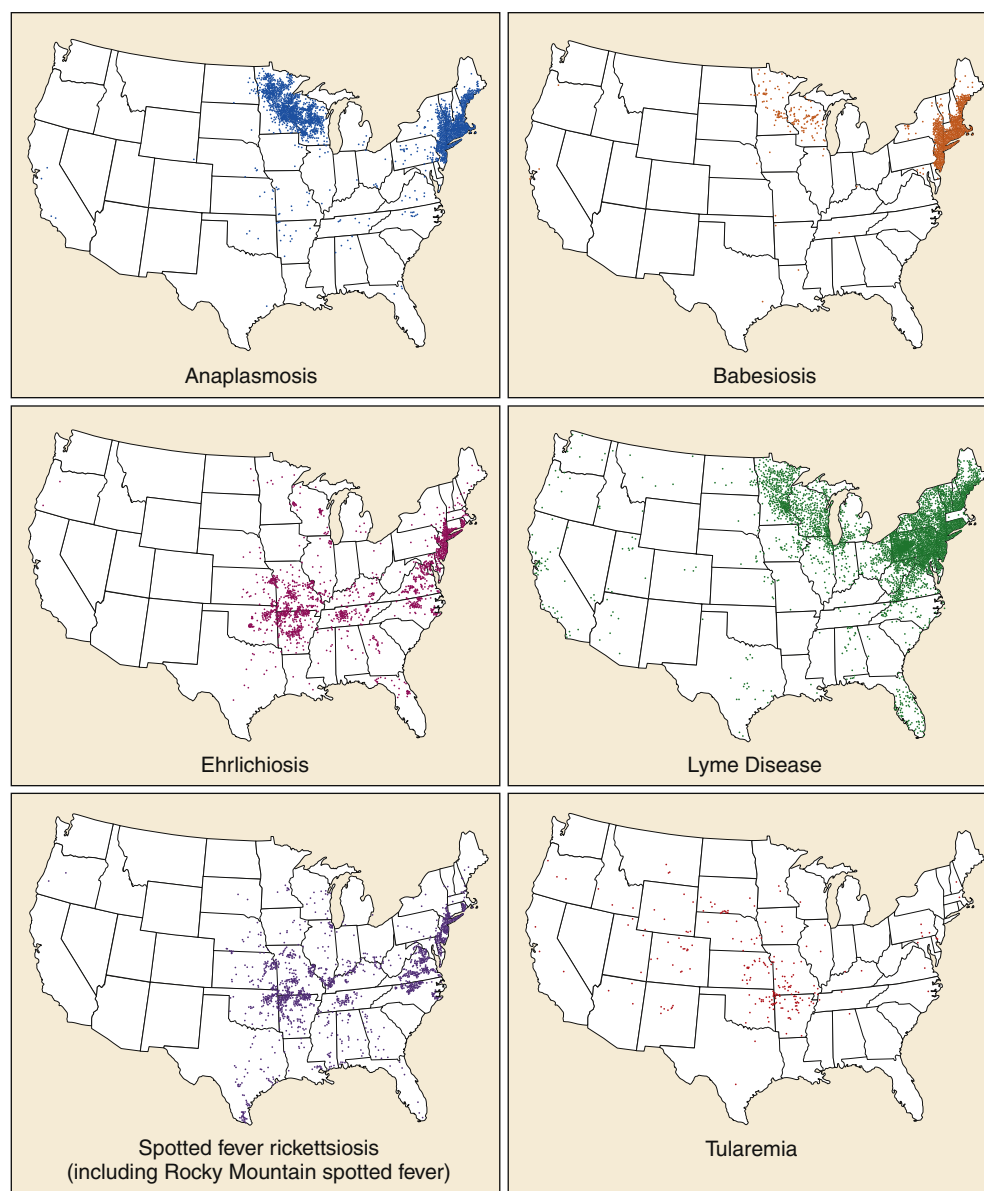 Anaplasmosis
Babesiosis
Ehrlichiosis
Lyme Disease
Spotted fever rickettsiosis
(including Rocky Mountain spotted fever)
Tularemia